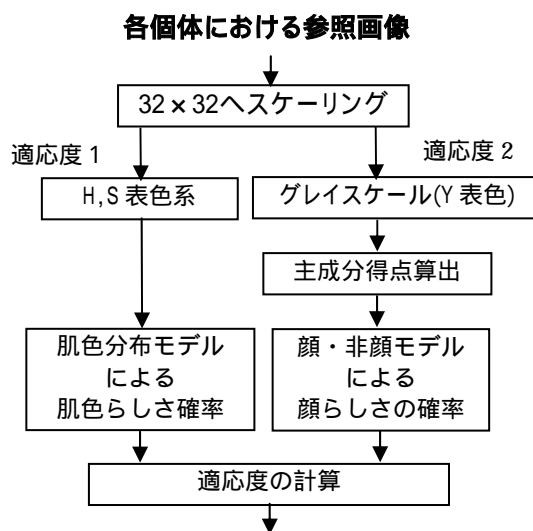 各個体における参照画像
32×32へスケーリング
適応度1
適応度2
H,S 表色系
グレイスケール(Y 表色)
主成分得点算出
肌色分布モデル
による
肌色らしさ確率
顔・非顔モデル
による
顔らしさの確率
適応度の計算